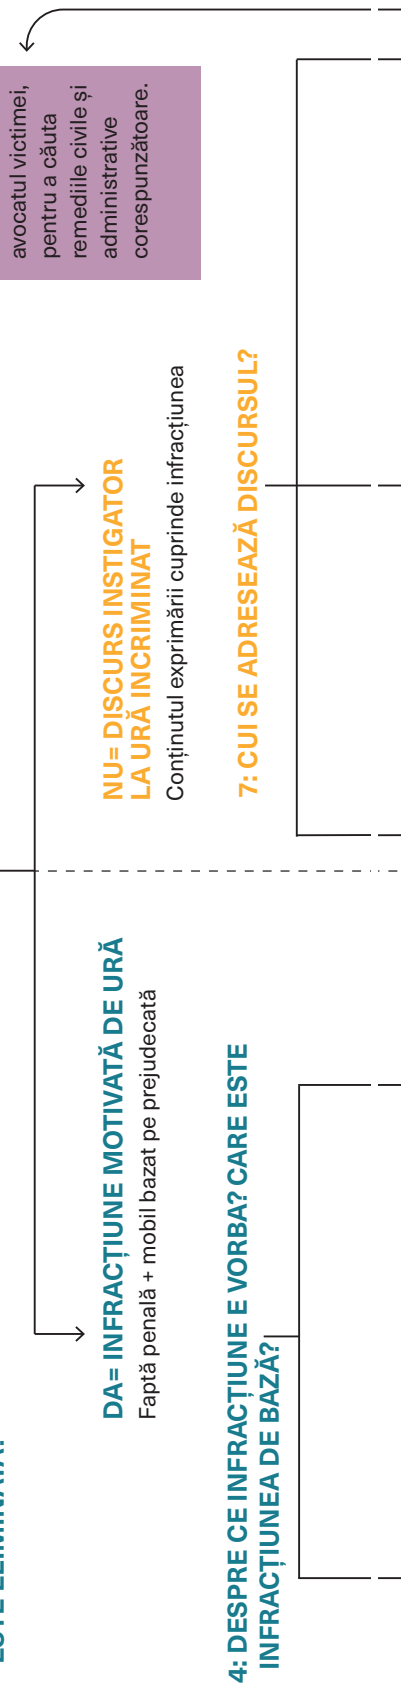 ESTE ELIMINATĂ?
avocatul victimei,
pentru a căuta
remediile civile și
administrative
corespunzătoare.
DA= INFRACȚIUNE MOTIVATĂ DE URĂ
Faptă penală + mobil bazat pe prejudecată
NU= DISCURS INSTIGATOR
LA URĂ INCRIMINAT
Conținutul exprimării cuprinde infracțiunea
4: DESPRE CE INFRACȚIUNE E VORBA? CARE ESTE
INFRACȚIUNEA DE BAZĂ?
7: CUI SE ADRESEAZĂ DISCURSUL?